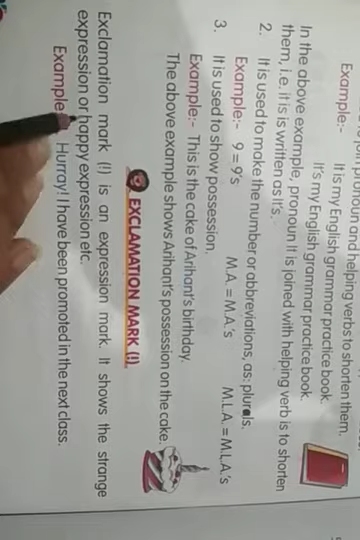 pronoun and helping verbs to shorten them.
Example:- It is my English grammar practice book.
It's my English grammar practice book.
In the above example, pronoun It is joined with helping verb is to shorten
them, i.e. it is is written as It's.
2. It is used to make the number or abbreviations, as: plurals.
Example:- 9 = 9's M.A. = M.A.'s M.L.A. = M.L.A.'s
3. It is used to show possession.
Example:- This is the cake of Arihant's birthday.
The above example shows Arihant's possession on the cake.
EXCLAMATION MARK (!)
Exclamation mark (!) is an expression mark. It shows the strange
expression or happy expression etc.
Example Hurray! I have been promoted in the next class.